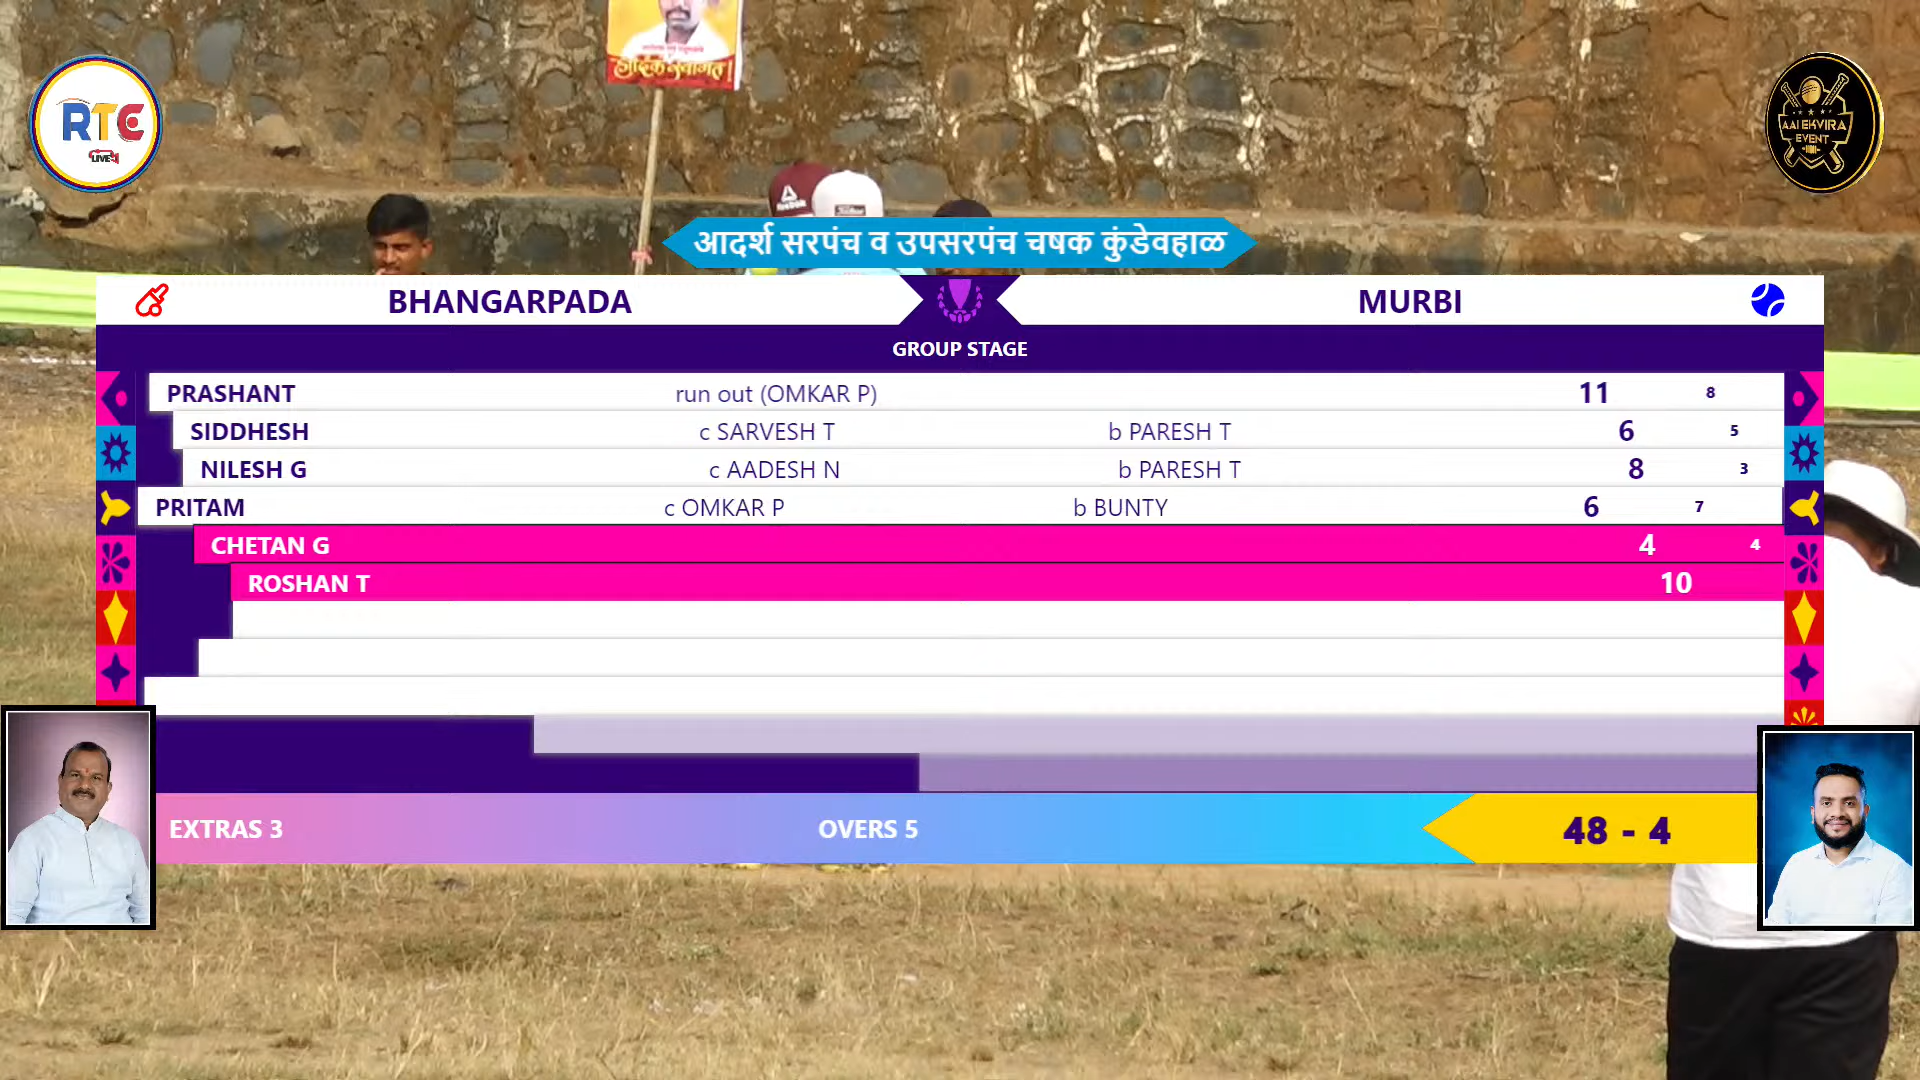 हार्दिक स्वागत!
RTC
LIVE
AAI EKVIRA
EVENT
Reebok
आदर्श सरपंच व उपसरपंच चषक कुंडेवहाळ
BHANGARPADA MURBI
GROUP STAGE
PRASHANT run out (OMKAR P) 11 8
SIDDHESH c SARVESH T b PARESH T 6 5
NILESH G c AADESH N b PARESH T 8 3
PRITAM c OMKAR P b BUNTY 6 7
CHETAN G 4 4
ROSHAN T 10
EXTRAS 3 OVERS 5 48 - 4